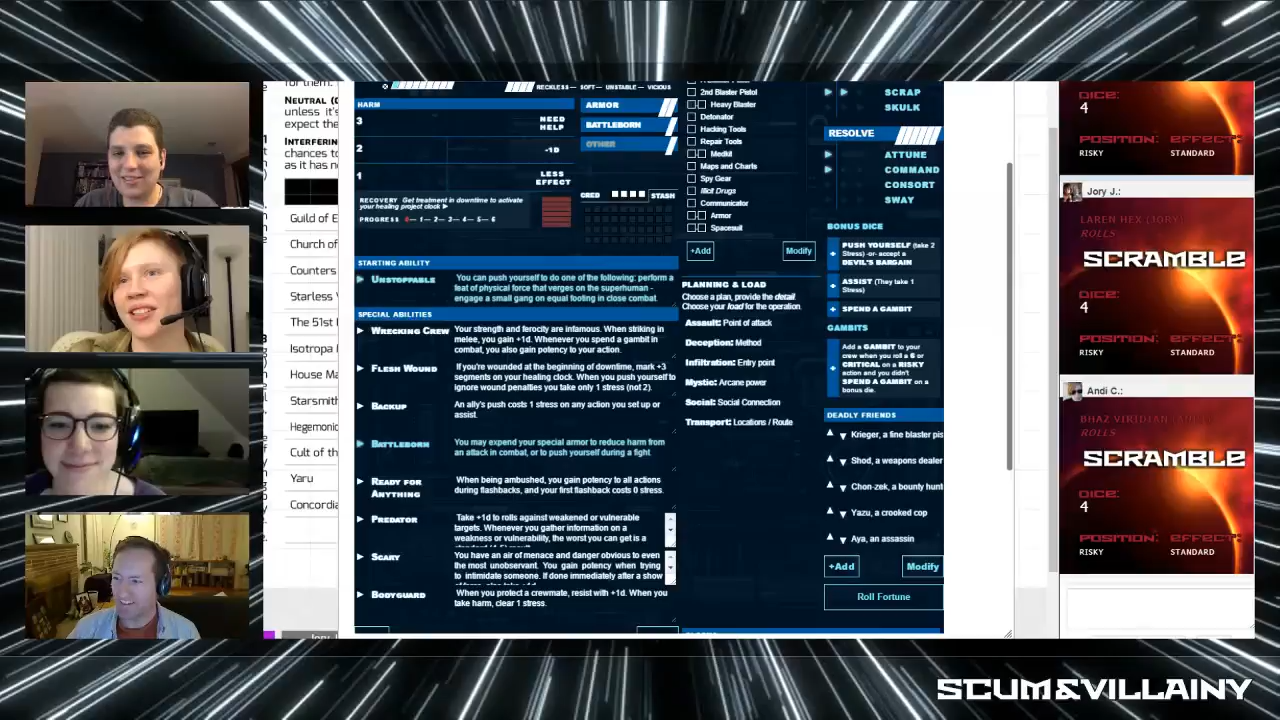 for them.
NEUTRAL
unless it's
expect the
INTERFERIN
chances to
as it has n
Guild of E
Church of
Counters
Starless
The 51st
Isotropa
House Ma
Starsmith
Hegemonic
Cult of th
Yaru
Concordia
RECKLESS— SOFT— UNSTABLE — VICIOUS
HARM
3
NEED HELP
2
-1D
1
LESS EFFECT
ARMOR
BATTLEBORN
OTHER
RECOVERY Get treatment in downtime to activate
your healing project clock
PROGRESS 0— 1— 2— 3— 4— 5— 6
CRED
STASH
STARTING ABILITY
UNSTOPPABLE
You can push yourself to do one of the following: perform a
feat of physical force that verges on the superhuman -
engage a small gang on equal footing in close combat.
SPECIAL ABILITIES
WRECKING CREW
Your strength and ferocity are infamous. When striking in
melee, you gain +1d. Whenever you spend a gambit in
combat, you also gain potency to your action.
FLESH WOUND
If you're wounded at the beginning of downtime, mark +3
segments on your healing clock. When you push yourself to
ignore wound penalties you take only 1 stress (not 2).
BACKUP
An ally's push costs 1 stress on any action you set up or
assist.
BATTLEBORN
You may expend your special armor to reduce harm from
an attack in combat, or to push yourself during a fight.
READY FOR
ANYTHING
When being ambushed, you gain potency to all actions
during flashbacks, and your first flashback costs 0 stress.
PREDATOR
Take +1d to rolls against weakened or vulnerable
targets. Whenever you gather information on a
weakness or vulnerability, the worst you can get is a
SCARY
You have an air of menace and danger obvious to even
the most unobservant. You gain potency when trying
to intimidate someone. If done immediately after a show
BODYGUARD
When you protect a crewmate, resist with +1d. When you
take harm, clear 1 stress.
2nd Blaster Pistol
Heavy Blaster
Detonator
Hacking Tools
Repair Tools
Medkit
Maps and Charts
Spy Gear
Illicit Drugs
Communicator
Armor
Spacesuit
+Add
Modify
PLANNING & LOAD
Choose a plan, provide the detail.
Choose your load for the operation.
Assault: Point of attack
Deception: Method
Infiltration: Entry point
Mystic: Arcane power
Social: Social Connection
Transport: Locations / Route
SCRAP
SKULK
RESOLVE
ATTUNE
COMMAND
CONSORT
SWAY
BONUS DICE
PUSH YOURSELF (take 2
Stress) -or- accept a
DEVIL'S BARGAIN
ASSIST (They take 1
Stress)
SPEND A GAMBIT
GAMBITS
Add a GAMBIT to your
crew when you roll a 6 or
CRITICAL on a RISKY
action and you didn't
SPEND A GAMBIT on a
bonus die.
DEADLY FRIENDS
Krieger, a fine blaster pis
Shod, a weapons dealer
Chon-zek, a bounty hunt
Yazu, a crooked cop
Aya, an assassin
+Add
Modify
Roll Fortune
DICE:
4
POSITION: EFFECT:
RISKY STANDARD
Jory J.:
LAREN HEX (JORY)
ROLLS
SCRAMBLE
DICE:
4
POSITION: EFFECT:
RISKY STANDARD
Andi C.:
BHAZ VIRIDIAN
ROLLS
SCRAMBLE
DICE:
4
POSITION: EFFECT:
RISKY STANDARD
SCUM&VILLAINY